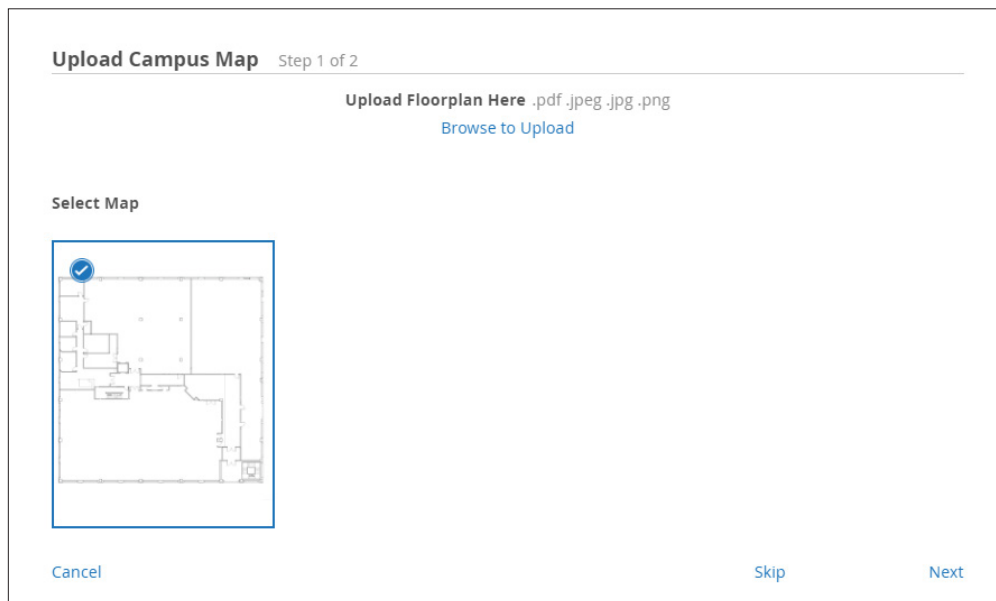 Upload Campus Map Step 1 of 2
Upload Floorplan Here .pdf .jpeg .jpg .png
Browse to Upload
Select Map
Cancel Skip Next